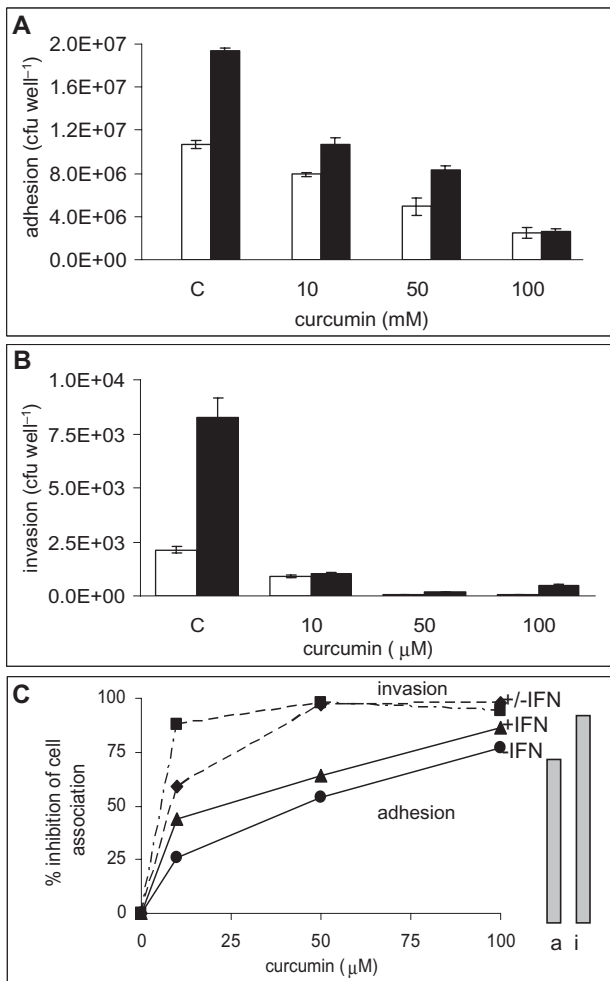 A
adhesion (cfu well⁻¹)
2.0E+07
1.6E+07
1.2E+07
8.0E+06
4.0E+06
0.0E+00
C 10 50 100
curcumin (mM)
B
invasion (cfu well⁻¹)
1.0E+04
7.5E+03
5.0E+03
2.5E+03
0.0E+00
C 10 50 100
curcumin ( μM)
C
% inhibition of cell
association
100
75
50
25
0
invasion
+/-IFN
+IFN
-IFN
adhesion
0 25 50 75 100
curcumin (μM)
a i